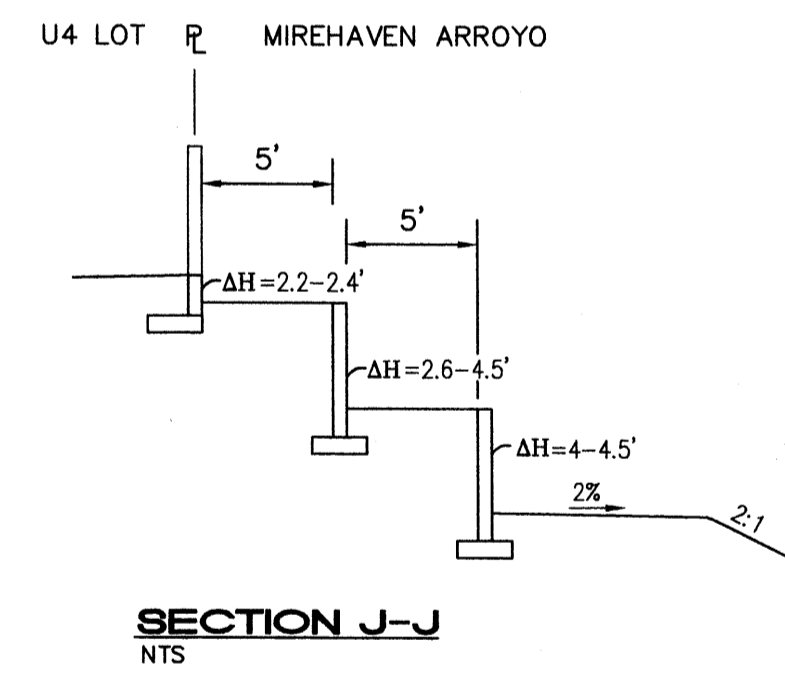 U4 LOT PL MIREHAVEN ARROYO
5'
5'
ΔH=2.2-2.4'
ΔH=2.6-4.5'
ΔH=4-4.5'
2%
2:1
SECTION J-J
NTS